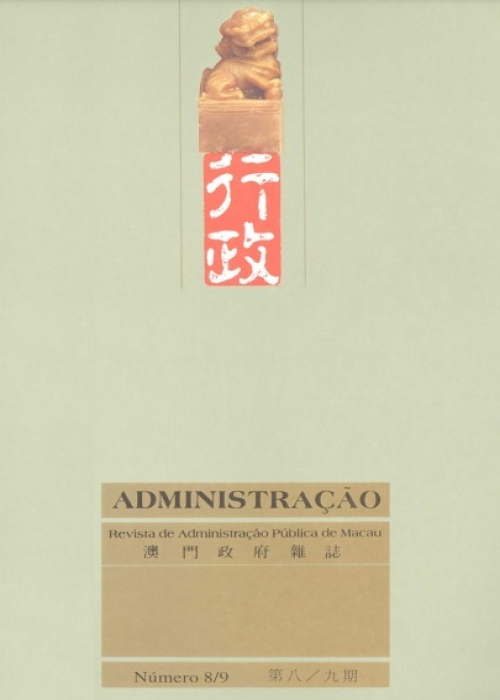 行
政
ADMINISTRAÇÃO
Revista de Administração Pública de Macau
澳門政府雜誌
Número 8/9 第八／九期